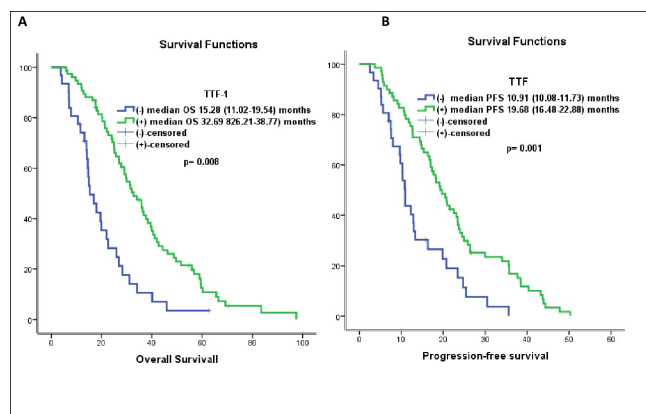 A
Survival Functions
TTF-1
(-) median OS 15.28 (11.02-19.54) months
(+) median OS 32.69 826.21-38.77) months
(-)-censored
(+)-censored
p= 0.008
100
80
60
40
20
0
0 20 40 60 80 100
Overall Survivall
B
Survival Functions
TTF
(-) median PFS 10.91 (10.08-11.73) months
(+) median PFS 19.68 (16.48-22.88) months
(-)-censored
(+)-censored
p= 0.001
100
80
60
40
20
0
0 10 20 30 40 50 60
Progression-free survival